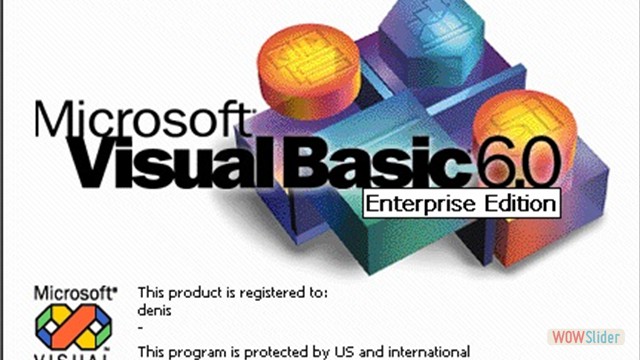 Microsoft®
Visual Basic® 6.0
Enterprise Edition
Microsoft®
VISUAL
This product is registered to:
denis
-
This program is protected by US and international
WOWSlider